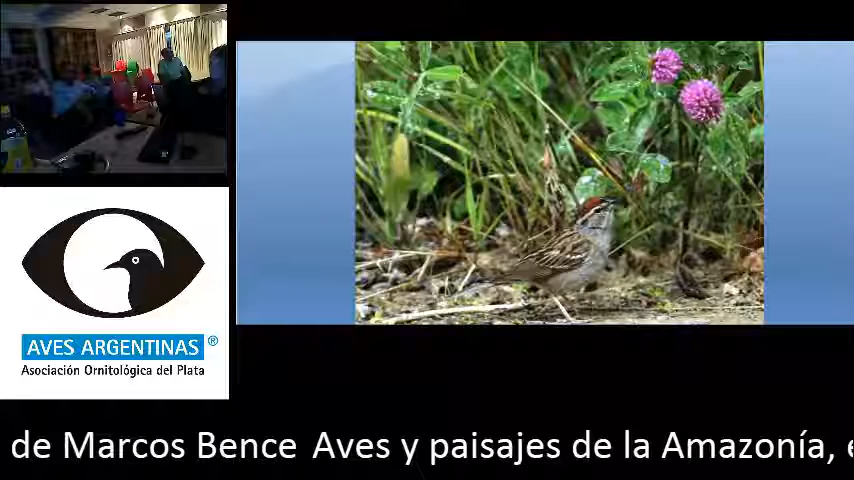 AVES ARGENTINAS®
Asociación Ornitológica del Plata
de Marcos Bence Aves y paisajes de la Amazonía, e